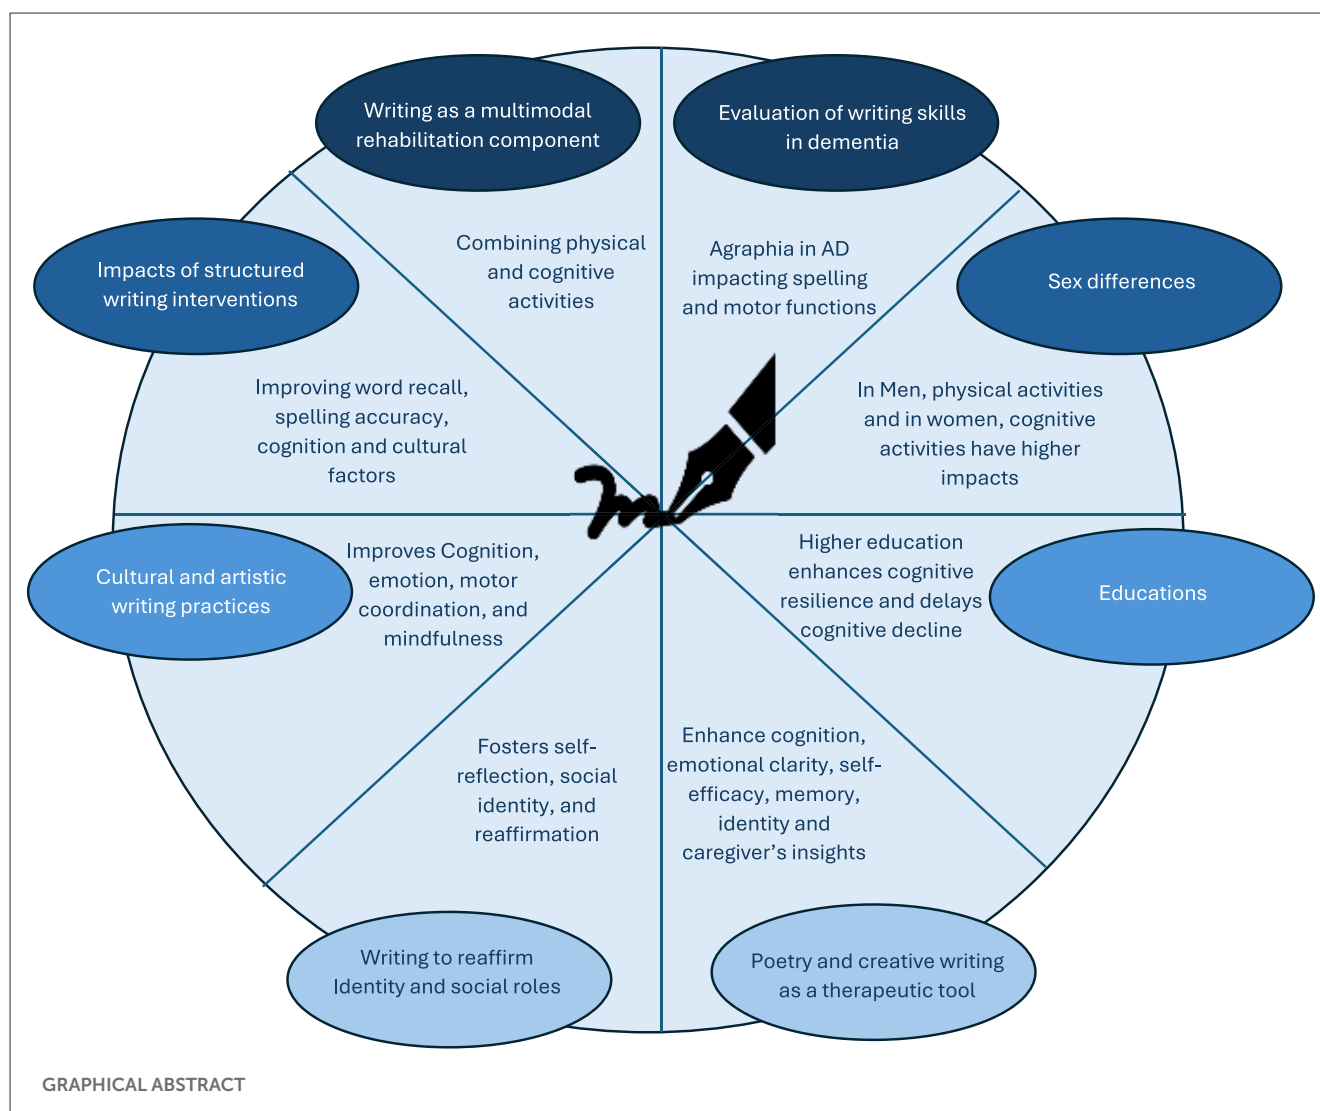 Writing as a multimodal
rehabilitation component
Evaluation of writing skills
in dementia
Combining physical
and cognitive
activities
Agraphia in AD
impacting spelling
and motor functions
Impacts of structured
writing interventions
Sex differences
Improving word recall,
spelling accuracy,
cognition and cultural
factors
In Men, physical activities
and in women, cognitive
activities have higher
impacts
Cultural and artistic
writing practices
Improves Cognition,
emotion, motor
coordination, and
mindfulness
Higher education
enhances cognitive
resilience and delays
cognitive decline
Educations
Fosters self-
reflection, social
identity, and
reaffirmation
Enhance cognition,
emotional clarity, self-
efficacy, memory,
identity and
caregiver’s insights
Writing to reaffirm
Identity and social roles
Poetry and creative writing
as a therapeutic tool
GRAPHICAL ABSTRACT